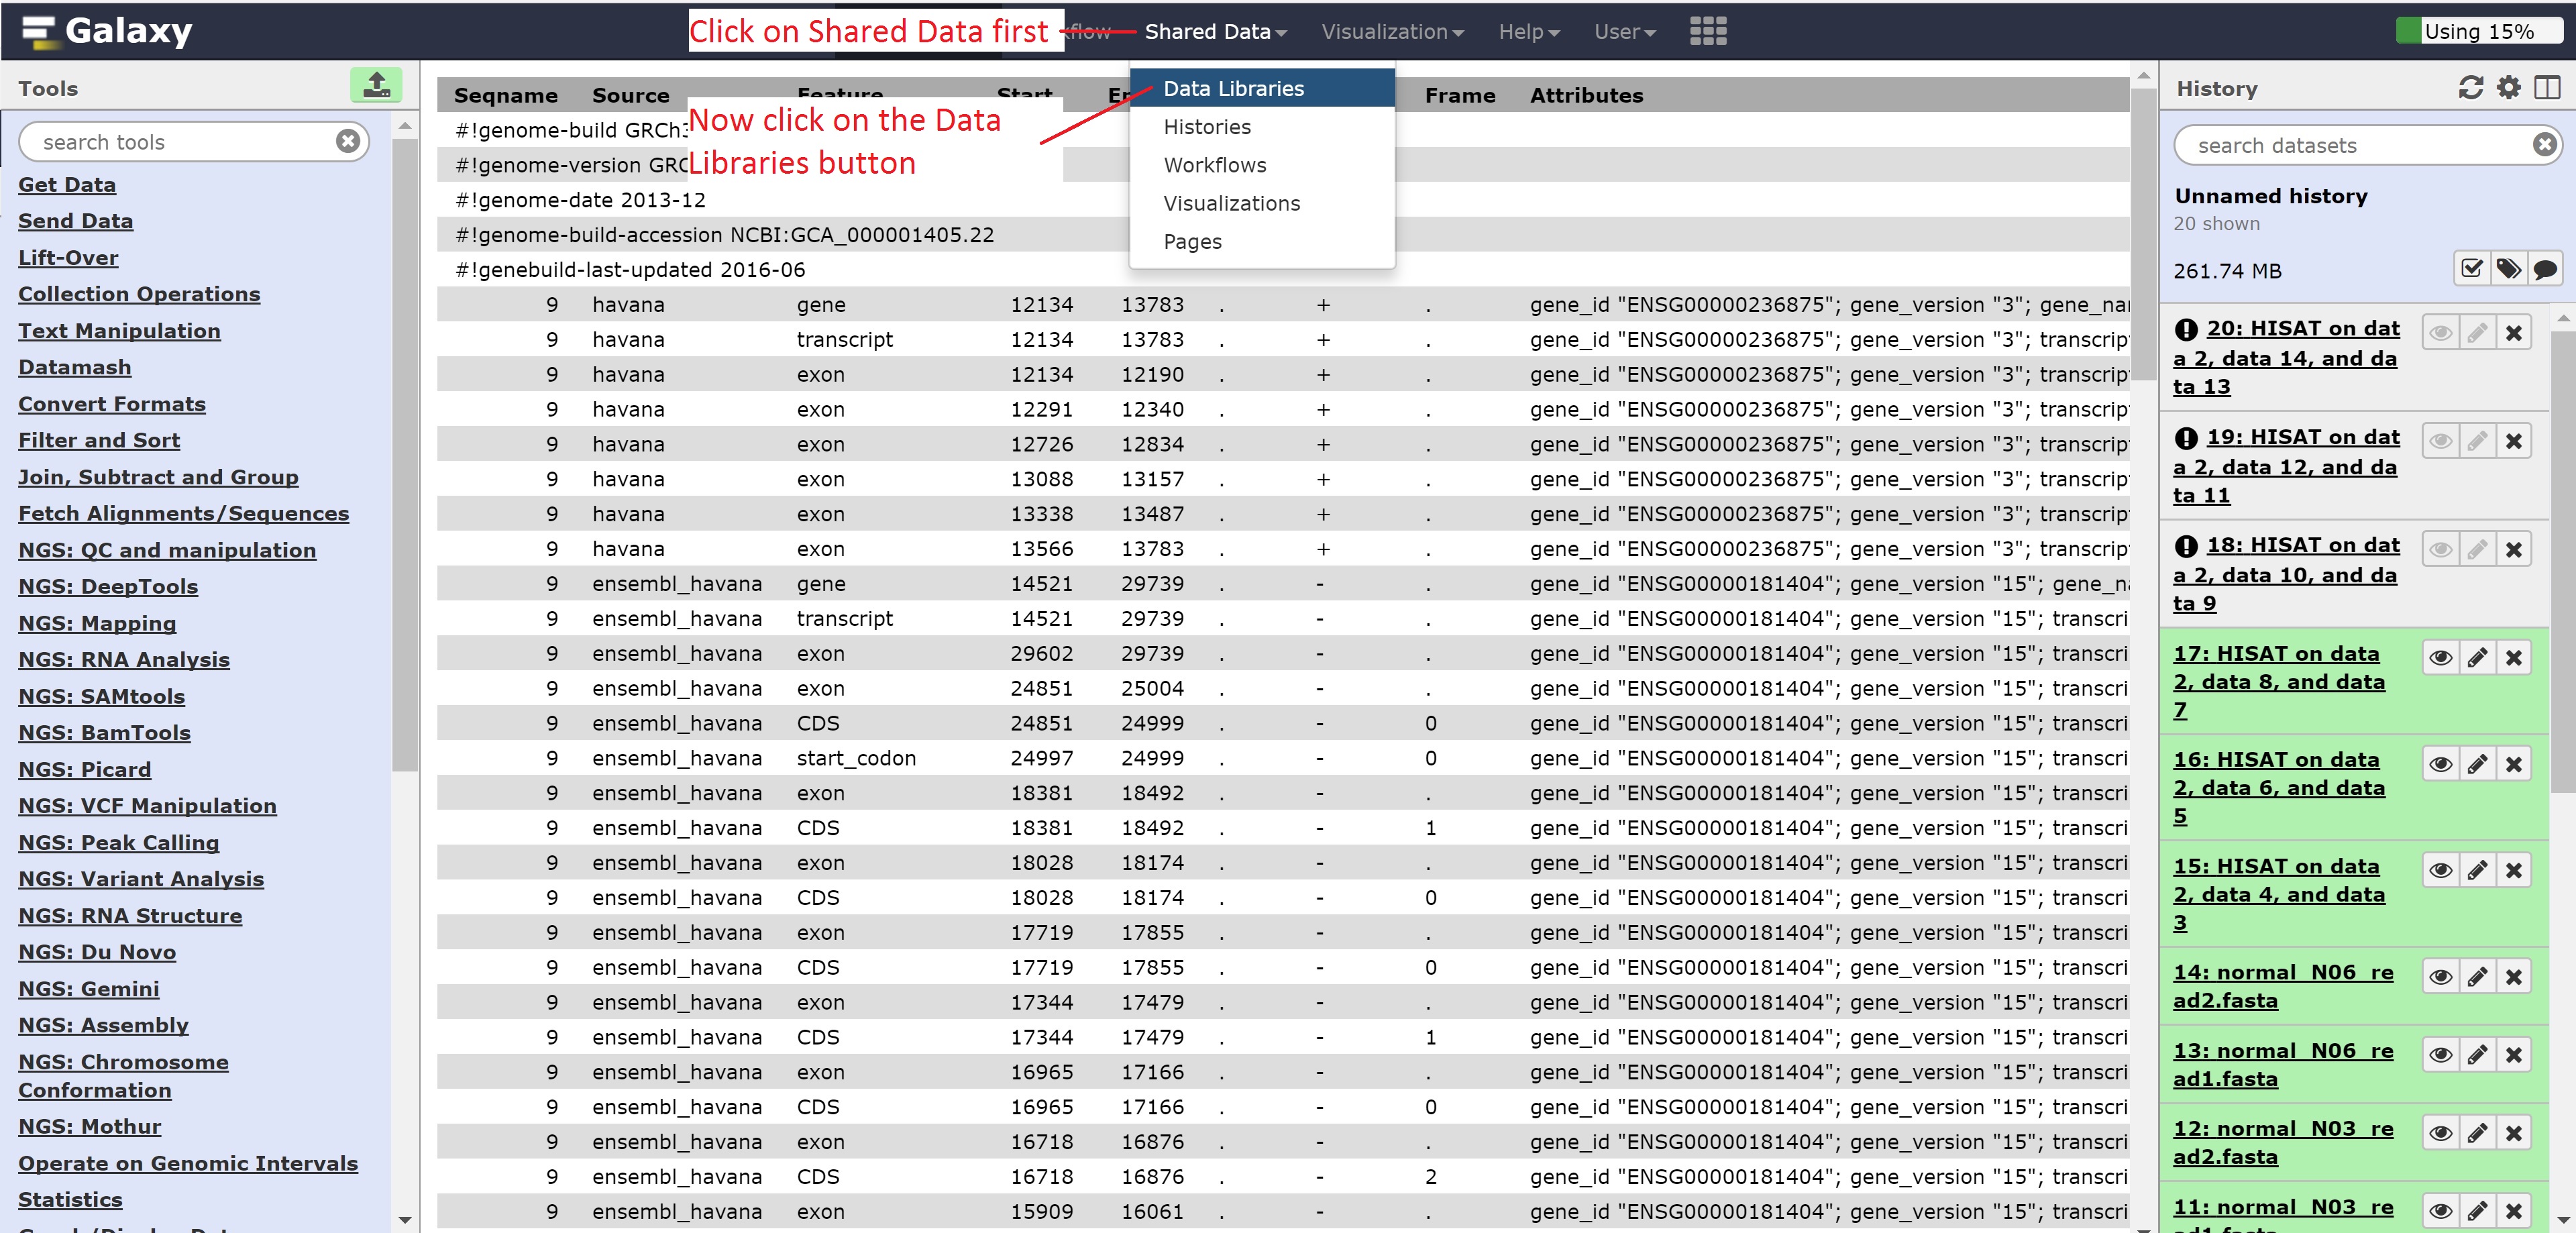 Galaxy
Click on Shared Data first
Shared Data
Visualization
Help
User
Using 15%
Tools
search tools
Get Data
Send Data
Lift-Over
Collection Operations
Text Manipulation
Datamash
Convert Formats
Filter and Sort
Join, Subtract and Group
Fetch Alignments/Sequences
NGS: QC and manipulation
NGS: DeepTools
NGS: Mapping
NGS: RNA Analysis
NGS: SAMtools
NGS: BamTools
NGS: Picard
NGS: VCF Manipulation
NGS: Peak Calling
NGS: Variant Analysis
NGS: RNA Structure
NGS: Du Novo
NGS: Gemini
NGS: Assembly
NGS: Chromosome
Conformation
NGS: Mothur
Operate on Genomic Intervals
Statistics
Now click on the Data
Libraries button
Data Libraries
Histories
Workflows
Visualizations
Pages
Seqname Source Feature Start Frame Attributes
#!genome-build GRCh3
#!genome-version GRC
#!genome-date 2013-12
#!genome-build-accession NCBI:GCA_000001405.22
#!genebuild-last-updated 2016-06
9 havana gene 12134 13783 . + . gene_id "ENSG00000236875"; gene_version "3"; gene_na
9 havana transcript 12134 13783 . + . gene_id "ENSG00000236875"; gene_version "3"; transcrip
9 havana exon 12134 12190 . + . gene_id "ENSG00000236875"; gene_version "3"; transcrip
9 havana exon 12291 12340 . + . gene_id "ENSG00000236875"; gene_version "3"; transcrip
9 havana exon 12726 12834 . + . gene_id "ENSG00000236875"; gene_version "3"; transcrip
9 havana exon 13088 13157 . + . gene_id "ENSG00000236875"; gene_version "3"; transcrip
9 havana exon 13338 13487 . + . gene_id "ENSG00000236875"; gene_version "3"; transcrip
9 havana exon 13566 13783 . + . gene_id "ENSG00000236875"; gene_version "3"; transcrip
9 ensembl_havana gene 14521 29739 . - . gene_id "ENSG00000181404"; gene_version "15"; gene_n
9 ensembl_havana transcript 14521 29739 . - . gene_id "ENSG00000181404"; gene_version "15"; transcri
9 ensembl_havana exon 29602 29739 . - . gene_id "ENSG00000181404"; gene_version "15"; transcri
9 ensembl_havana exon 24851 25004 . - . gene_id "ENSG00000181404"; gene_version "15"; transcri
9 ensembl_havana CDS 24851 24999 . - 0 gene_id "ENSG00000181404"; gene_version "15"; transcri
9 ensembl_havana start_codon 24997 24999 . - 0 gene_id "ENSG00000181404"; gene_version "15"; transcri
9 ensembl_havana exon 18381 18492 . - . gene_id "ENSG00000181404"; gene_version "15"; transcri
9 ensembl_havana CDS 18381 18492 . - 1 gene_id "ENSG00000181404"; gene_version "15"; transcri
9 ensembl_havana exon 18028 18174 . - . gene_id "ENSG00000181404"; gene_version "15"; transcri
9 ensembl_havana CDS 18028 18174 . - 0 gene_id "ENSG00000181404"; gene_version "15"; transcri
9 ensembl_havana exon 17719 17855 . - . gene_id "ENSG00000181404"; gene_version "15"; transcri
9 ensembl_havana CDS 17719 17855 . - 0 gene_id "ENSG00000181404"; gene_version "15"; transcri
9 ensembl_havana exon 17344 17479 . - . gene_id "ENSG00000181404"; gene_version "15"; transcri
9 ensembl_havana CDS 17344 17479 . - 1 gene_id "ENSG00000181404"; gene_version "15"; transcri
9 ensembl_havana exon 16965 17166 . - . gene_id "ENSG00000181404"; gene_version "15"; transcri
9 ensembl_havana CDS 16965 17166 . - 0 gene_id "ENSG00000181404"; gene_version "15"; transcri
9 ensembl_havana exon 16718 16876 . - . gene_id "ENSG00000181404"; gene_version "15"; transcri
9 ensembl_havana CDS 16718 16876 . - 2 gene_id "ENSG00000181404"; gene_version "15"; transcri
9 ensembl_havana exon 15909 16061 . - . gene_id "ENSG00000181404"; gene_version "15"; transcri
History
search datasets
Unnamed history
20 shown
261.74 MB
20: HISAT on dat
a 2, data 14, and da
ta 13
19: HISAT on dat
a 2, data 12, and da
ta 11
18: HISAT on dat
a 2, data 10, and da
ta 9
17: HISAT on data
2, data 8, and data
7
16: HISAT on data
2, data 6, and data
5
15: HISAT on data
2, data 4, and data
3
14: normal_N06_re
ad2.fasta
13: normal_N06_re
ad1.fasta
12: normal_N03_re
ad2.fasta
11: normal_N03_re
ad1.fasta